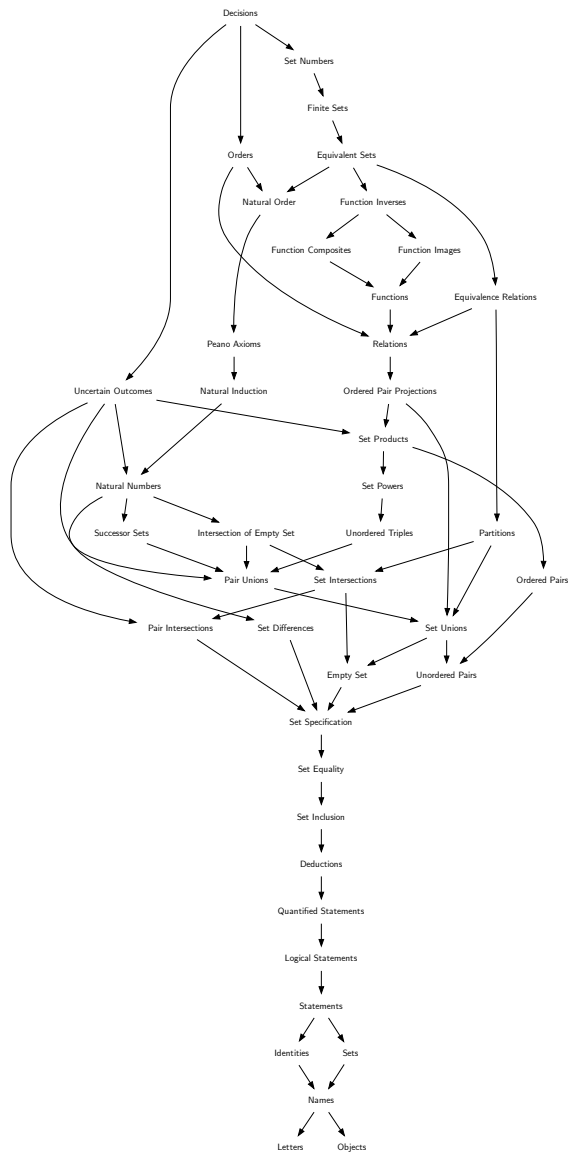 Decisions
Set Numbers
Finite Sets
Orders
Equivalent Sets
Natural Order
Function Inverses
Function Composites
Function Images
Functions
Equivalence Relations
Peano Axioms
Relations
Uncertain Outcomes
Natural Induction
Ordered Pair Projections
Set Products
Natural Numbers
Set Powers
Successor Sets
Intersection of Empty Set
Unordered Triples
Partitions
Pair Unions
Set Intersections
Ordered Pairs
Pair Intersections
Set Differences
Set Unions
Empty Set
Unordered Pairs
Set Specification
Set Equality
Set Inclusion
Deductions
Quantified Statements
Logical Statements
Statements
Identities
Sets
Names
Letters
Objects